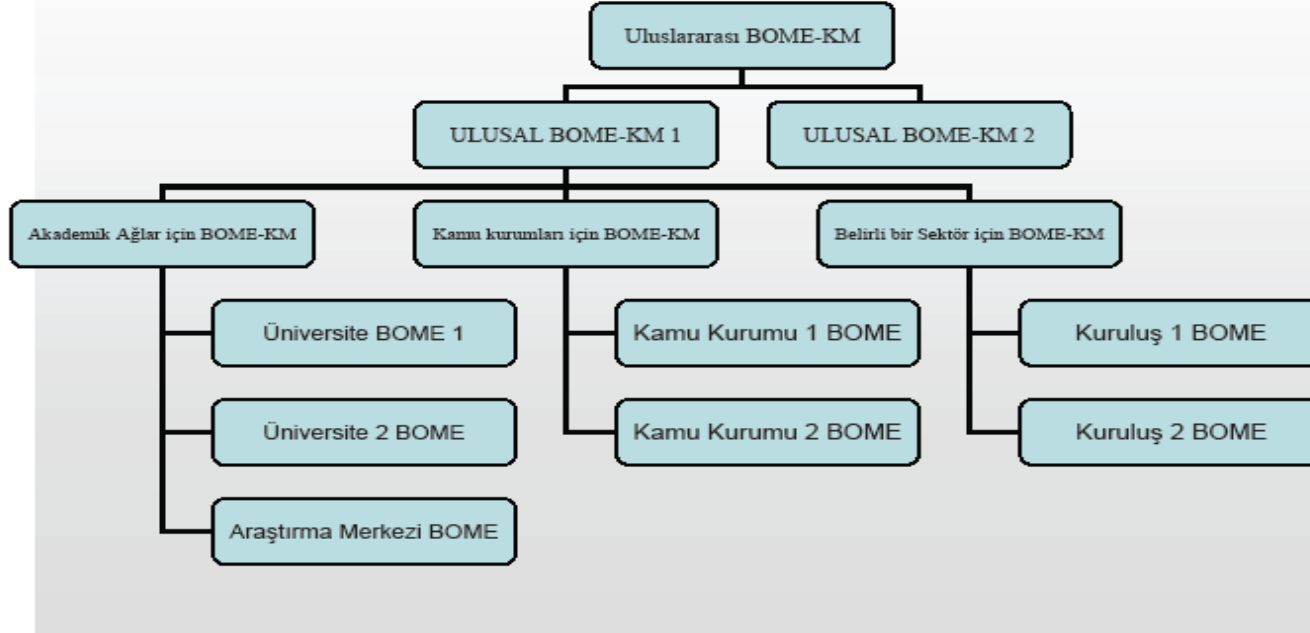 Uluslararası BOME-KM
ULUSAL BOME-KM 1
ULUSAL BOME-KM 2
Akademik Ağlar için BOME-KM
Kamu kurumları için BOME-KM
Belirli bir Sektör için BOME-KM
Üniversite BOME 1
Kamu Kurumu 1 BOME
Kuruluş 1 BOME
Üniversite 2 BOME
Kamu Kurumu 2 BOME
Kuruluş 2 BOME
Araştırma Merkezi BOME